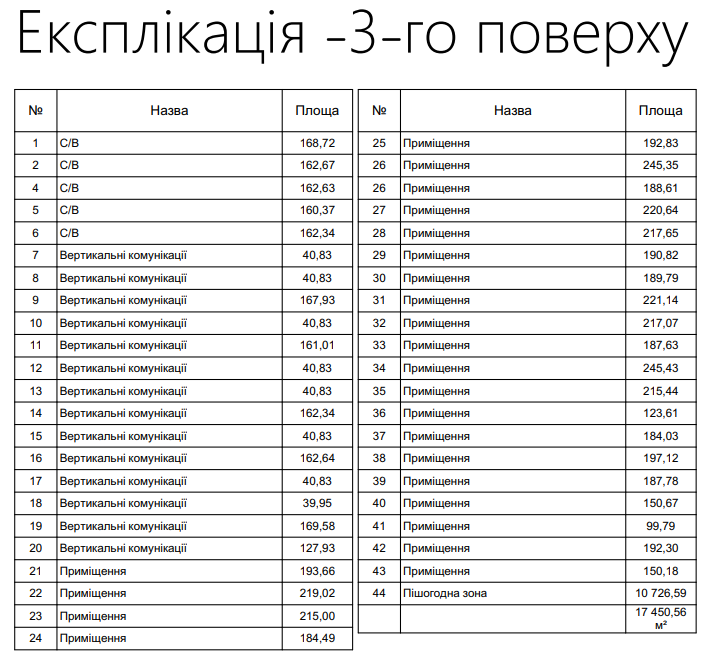 Експлікація -3-го поверху
№ Назва Площа
1 С/В 168,72
2 С/В 162,67
4 С/В 162,63
5 С/В 160,37
6 С/В 162,34
7 Вертикальні комунікації 40,83
8 Вертикальні комунікації 40,83
9 Вертикальні комунікації 167,93
10 Вертикальні комунікації 40,83
11 Вертикальні комунікації 161,01
12 Вертикальні комунікації 40,83
13 Вертикальні комунікації 40,83
14 Вертикальні комунікації 162,34
15 Вертикальні комунікації 40,83
16 Вертикальні комунікації 162,64
17 Вертикальні комунікації 40,83
18 Вертикальні комунікації 39,95
19 Вертикальні комунікації 169,58
20 Вертикальні комунікації 127,93
21 Приміщення 193,66
22 Приміщення 219,02
23 Приміщення 215,00
24 Приміщення 184,49
№ Назва Площа
25 Приміщення 192,83
26 Приміщення 245,35
26 Приміщення 188,61
27 Приміщення 220,64
28 Приміщення 217,65
29 Приміщення 190,82
30 Приміщення 189,79
31 Приміщення 221,14
32 Приміщення 217,07
33 Приміщення 187,63
34 Приміщення 245,43
35 Приміщення 215,44
36 Приміщення 123,61
37 Приміщення 184,03
38 Приміщення 197,12
39 Приміщення 187,78
40 Приміщення 150,67
41 Приміщення 99,79
42 Приміщення 192,30
43 Приміщення 150,18
44 Пішогодна зона 10 726,59
17 450,56
м²